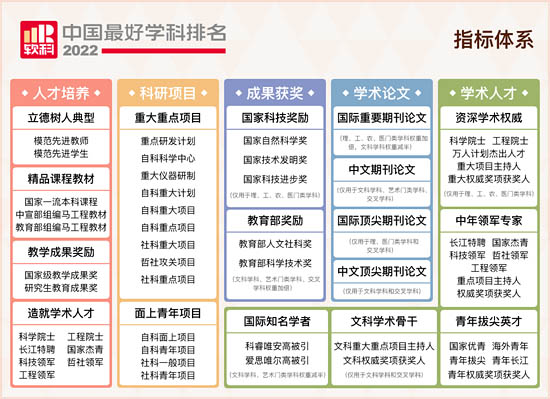 软科
中国最好学科排名
2022
指标体系
人才培养
立德树人典型
模范先进教师
模范先进学生
精品课程教材
国家一流本科课程
中宣部组编马工程教材
教育部组编马工程教材
教学成果奖励
国家级教学成果奖
研究生教育成果奖
造就学术人才
科学院士 工程院士
长江特聘 国家杰青
科技领军 哲社领军
工程领军
科研项目
重大重点项目
重点研发计划
自科科学中心
重大仪器研制
自科重大计划
自科重大项目
自科重点项目
社科重大项目
哲社攻关项目
社科重点项目
面上青年项目
自科面上项目
自科青年项目
社科一般项目
社科青年项目
成果获奖
国家科技奖励
国家自然科学奖
国家技术发明奖
国家科技进步奖
(仅用于理、工、农、医门类学科)
教育部奖励
教育部人文社科奖
教育部科学技术奖
(文科学科、艺术门类学科、交叉
学科权重加倍)
国际知名学者
科睿唯安高被引
爱思唯尔高被引
(文科学科、艺术门类学科权重减半)
学术论文
国际重要期刊论文
(理、工、农、医门类学科权重加
倍、文科学科权重减半)
中文期刊论文
(仅用于文科学科、艺术门类学科、
交叉学科)
国际顶尖期刊论文
(仅用于理、医门类学科和
交叉学科)
中文顶尖期刊论文
(仅用于文科学科和交叉学科)
文科学术骨干
文科重大重点项目主持人
文科权威奖项获奖人
(仅用于文科学科和交叉学科)
学术人才
资深学术权威
科学院士 工程院士
万人计划杰出人才
重大项目主持人
重大权威奖项获奖人
(仅用于理、工、农、医门类学科)
中年领军专家
长江特聘 国家杰青
科技领军 哲社领军
工程领军
重点项目主持人
权威奖项获奖人
青年拔尖英才
国家优青 海外青年
青年拔尖 青年长江
青年权威奖项获奖人